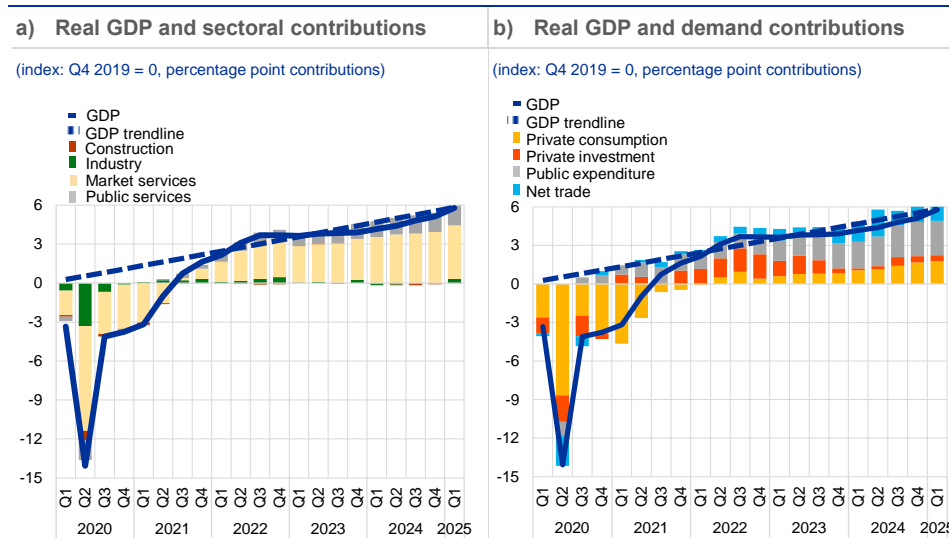 a) Real GDP and sectoral contributions
(index: Q4 2019 = 0, percentage point contributions)
GDP
GDP trendline
Construction
Industry
Market services
Public services
6
3
0
-3
-6
-9
-12
-15
Q1 Q2 Q3 Q4 Q1 Q2 Q3 Q4 Q1 Q2 Q3 Q4 Q1 Q2 Q3 Q4 Q1 Q2 Q3 Q4 Q1
2020 2021 2022 2023 2024 2025
b) Real GDP and demand contributions
(index: Q4 2019 = 0, percentage point contributions)
GDP
GDP trendline
Private consumption
Private investment
Public expenditure
Net trade
6
3
0
-3
-6
-9
-12
-15
Q1 Q2 Q3 Q4 Q1 Q2 Q3 Q4 Q1 Q2 Q3 Q4 Q1 Q2 Q3 Q4 Q1 Q2 Q3 Q4 Q1
2020 2021 2022 2023 2024 2025